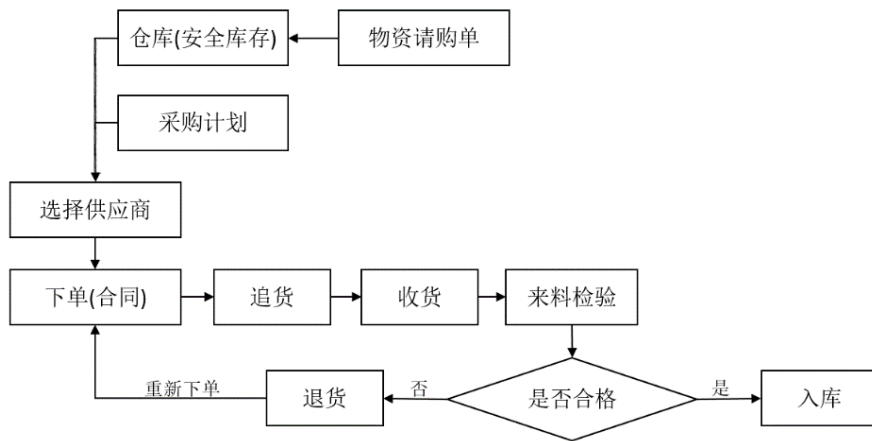 仓库(安全库存)
物资请购单
采购计划
选择供应商
下单(合同)
追货
收货
来料检验
重新下单
退货
否
是否合格
是
入库